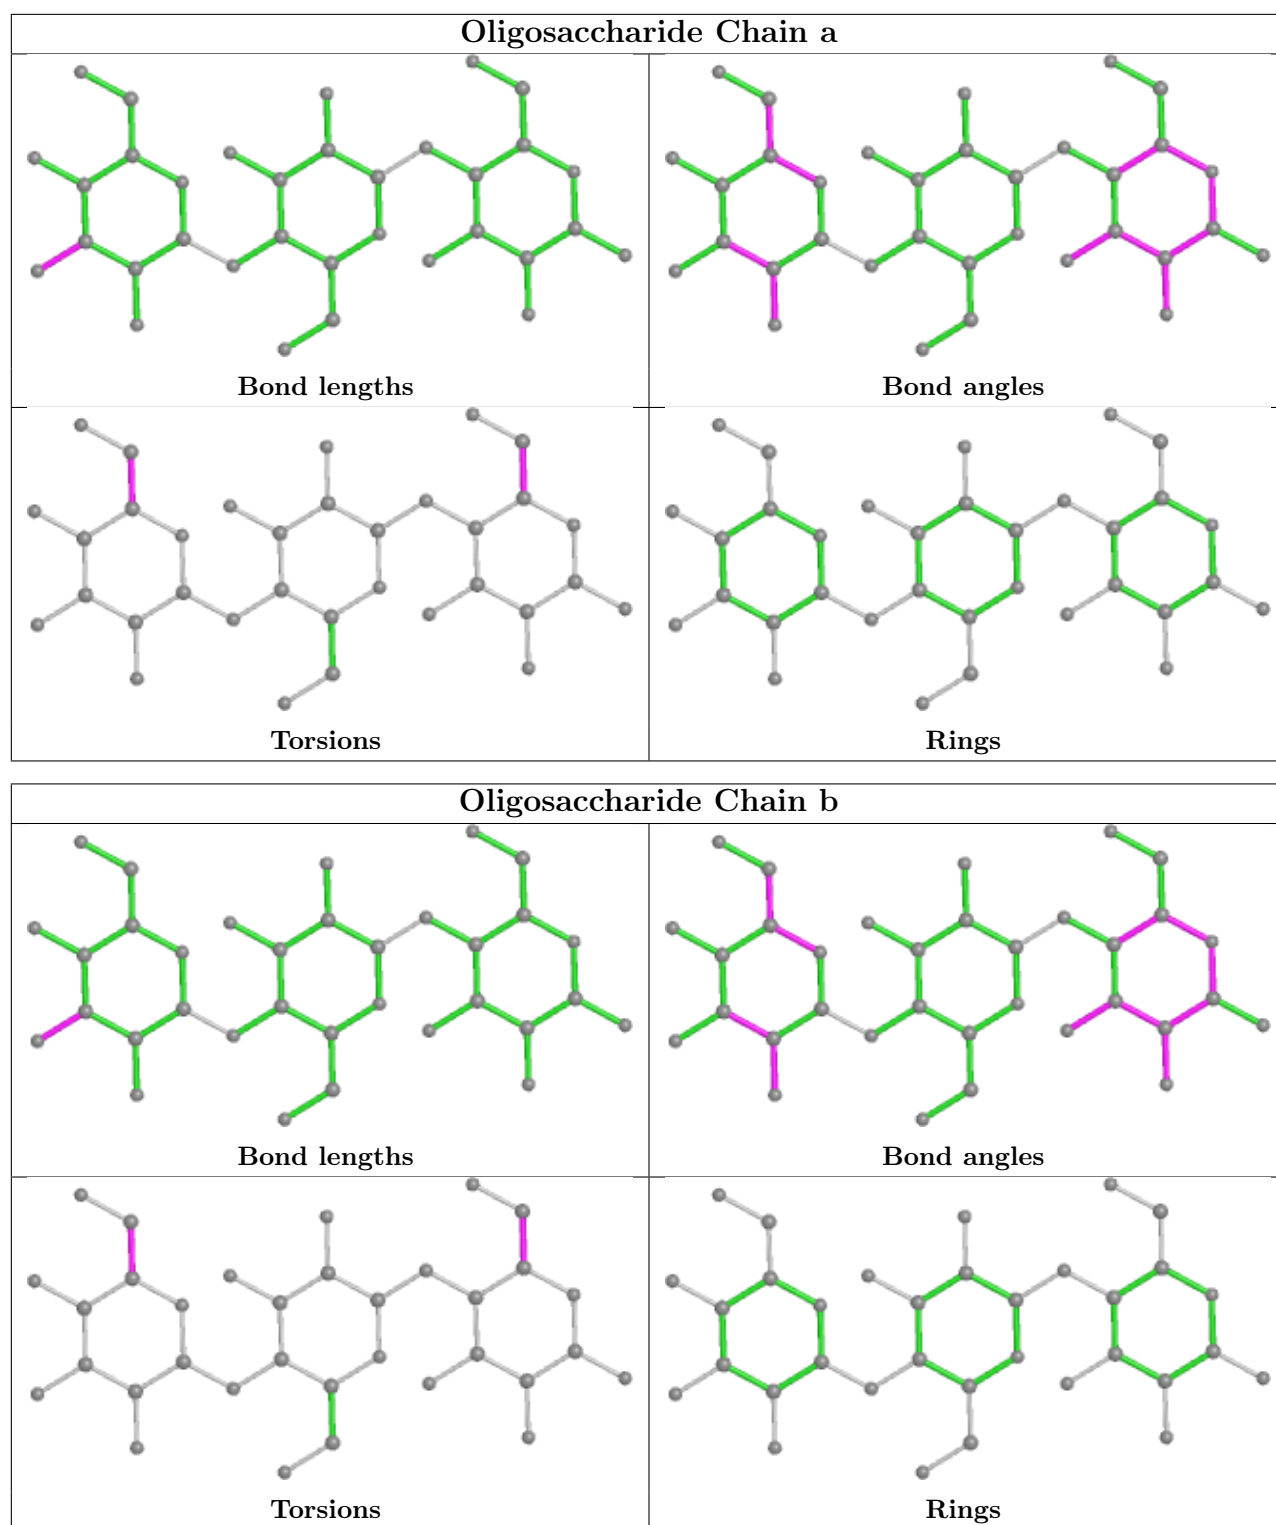 Oligosaccharide Chain a
Bond lengths
Bond angles
Torsions
Rings
Oligosaccharide Chain b
Bond lengths
Bond angles
Torsions
Rings